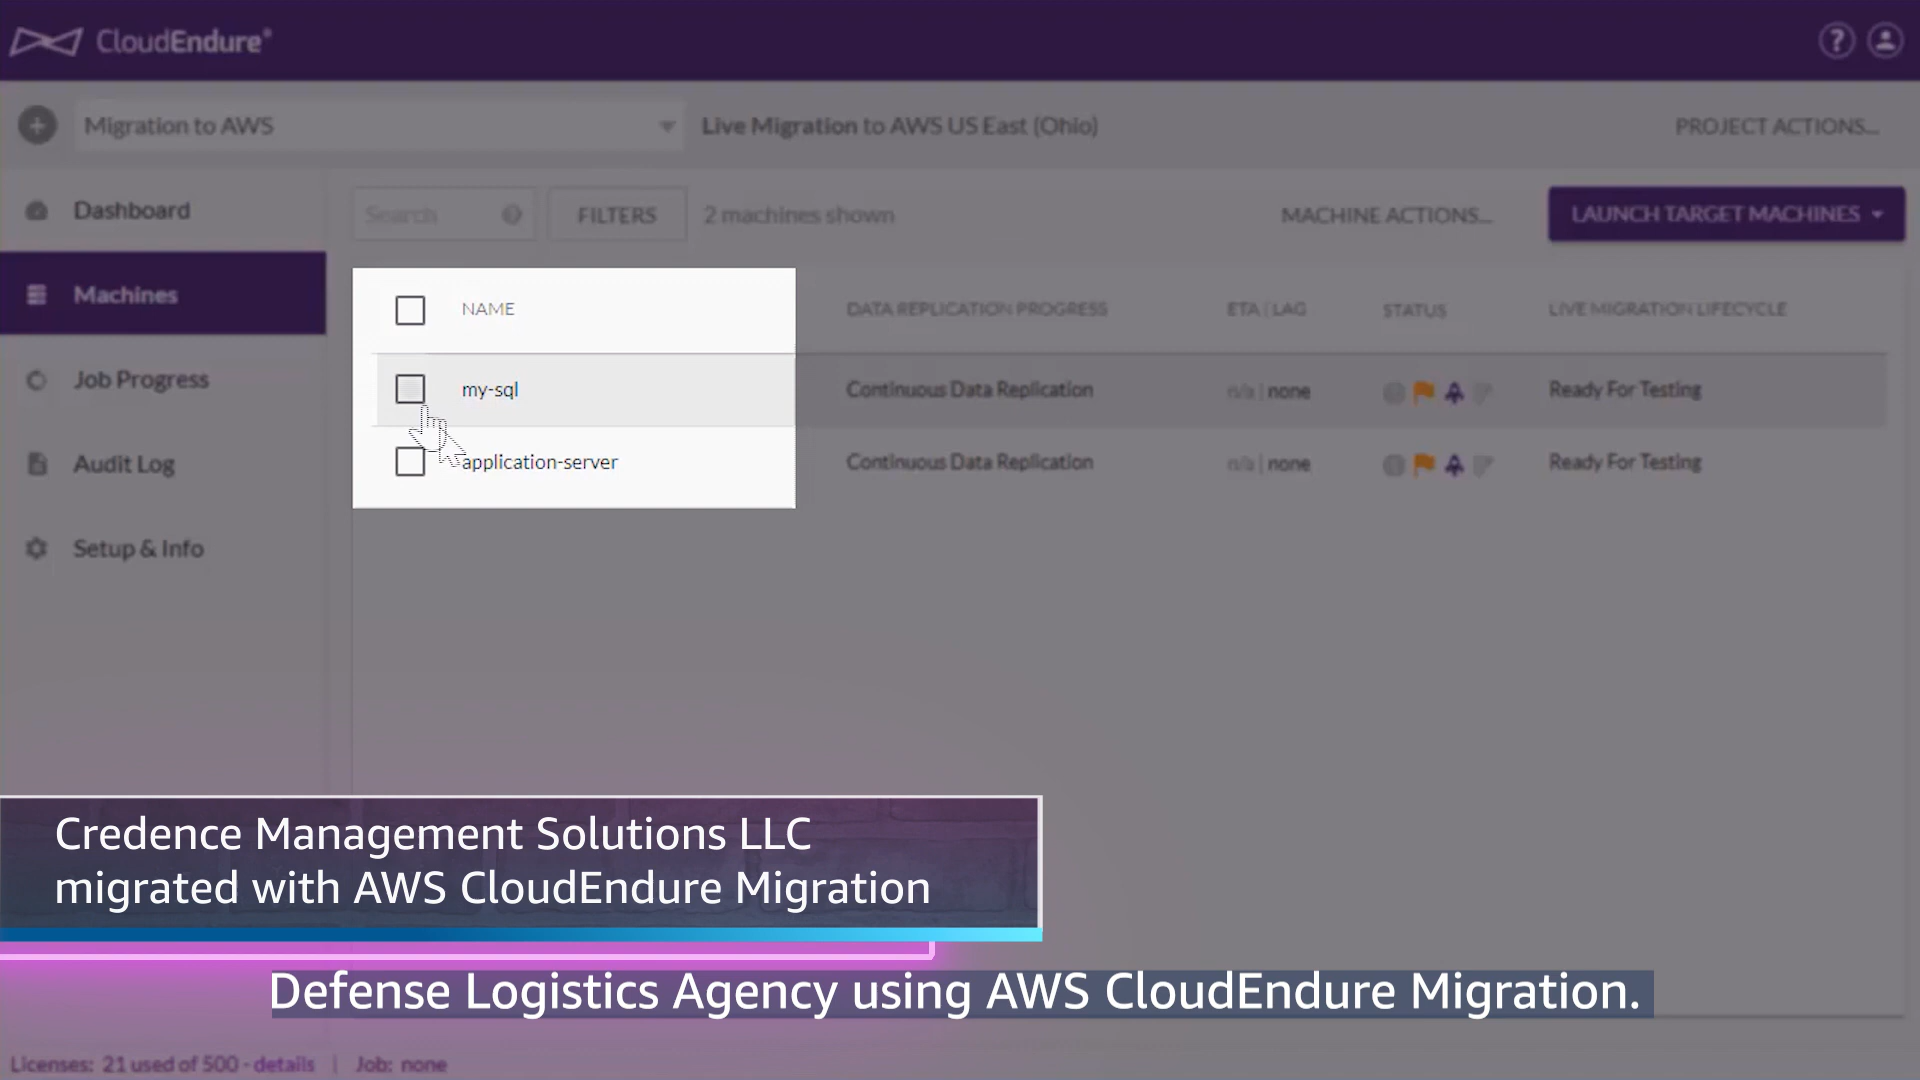 CloudEndure®
Migration to AWS
Live Migration to AWS US East (Ohio)
PROJECT ACTIONS...
Dashboard
Search
FILTERS
2 machines shown
MACHINE ACTIONS...
LAUNCH TARGET MACHINES
Machines
NAME
DATA REPLICATION PROGRESS
ETA | LAG
STATUS
LIVE MIGRATION LIFECYCLE
my-sql
Continuous Data Replication
n/a | none
Ready For Testing
Job Progress
application-server
Continuous Data Replication
n/a | none
Ready For Testing
Audit Log
Setup & Info
Credence Management Solutions LLC
migrated with AWS CloudEndure Migration
Defense Logistics Agency using AWS CloudEndure Migration.
Licenses: 21 used of 500 - details | Job: none